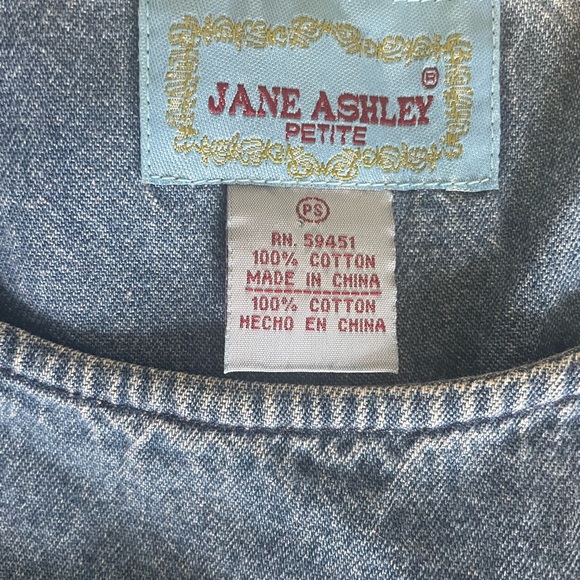 JANE ASHLEY ®
PETITE
PS
RN. 59451
100% COTTON
MADE IN CHINA
100% COTTON
HECHO EN CHINA